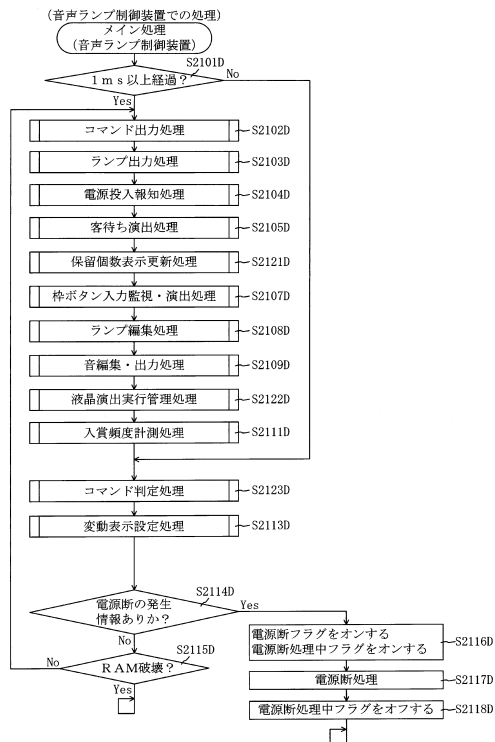 (音声ランプ制御装置での処理)
メイン処理
(音声ランプ制御装置)
S2101D
1ms以上経過?
No
Yes
コマンド出力処理
S2102D
ランプ出力処理
S2103D
電源投入報知処理
S2104D
客待ち演出処理
S2105D
保留個数表示更新処理
S2121D
枠ボタン入力監視・演出処理
S2107D
ランプ編集処理
S2108D
音編集・出力処理
S2109D
液晶演出実行管理処理
S2122D
入賞頻度計測処理
S2111D
コマンド判定処理
S2123D
変動表示設定処理
S2113D
S2114D
電源断の発生
情報ありか?
Yes
No
S2115D
RAM破壊?
No
Yes
電源断フラグをオンする
電源断処理中フラグをオンする
S2116D
電源断処理
S2117D
電源断処理中フラグをオフする
S2118D